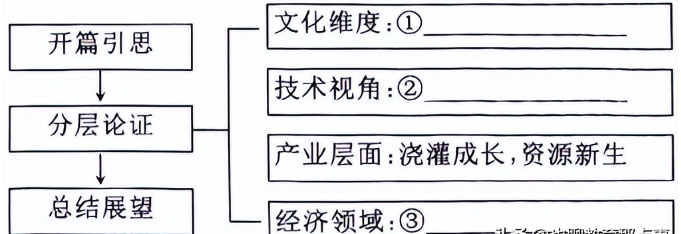 开篇引思
分层论证
总结展望
文化维度:①
技术视角:②
产业层面:浇灌成长,资源新生
经济领域:③